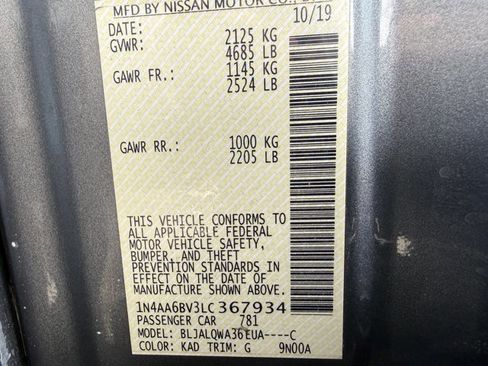 MFD BY NISSAN MOTOR CO.,
DATE: 10/19
GVWR: 2125 KG
4685 LB
GAWR FR.: 1145 KG
2524 LB
GAWR RR.: 1000 KG
2205 LB
THIS VEHICLE CONFORMS TO
ALL APPLICABLE FEDERAL
MOTOR VEHICLE SAFETY,
BUMPER, AND THEFT
PREVENTION STANDARDS IN
EFFECT ON THE DATE OF
MANUFACTURE SHOWN ABOVE.
1N4AA6BV3LC367934
PASSENGER CAR 781
MODEL: BLJALQWA36EUA----C
COLOR: KAD TRIM: G 9N00A